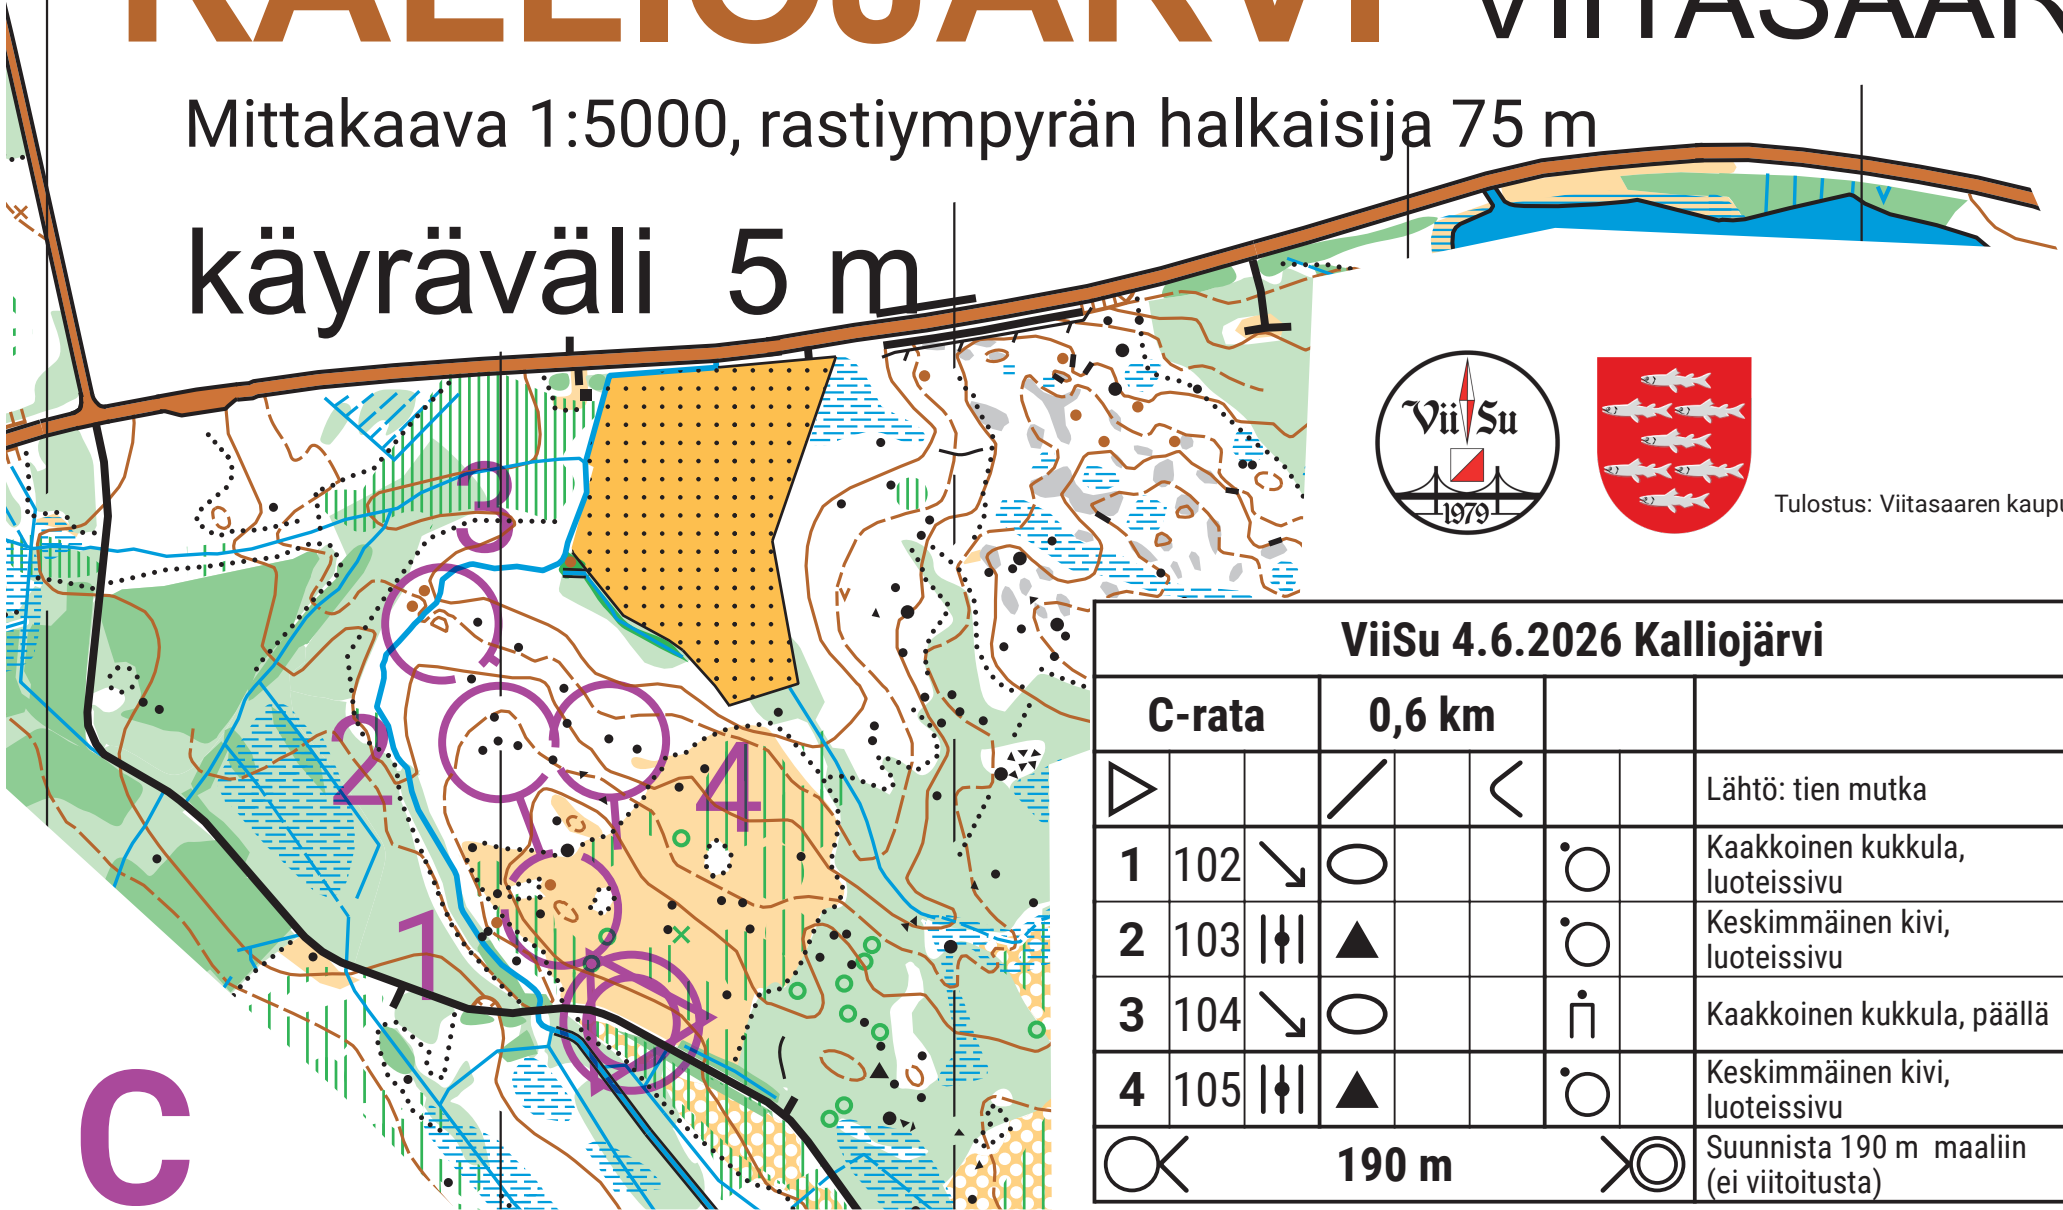 KALLIOJÄRVI VIITASAARI
Mittakaava 1:5000, rastiympyrän halkaisija 75 m
käyräväli 5 m
Vii Su
1979
Tulostus: Viitasaaren kaupu
3
2
4
1
C
ViiSu 4.6.2026 Kalliojärvi
C-rata 0,6 km
Lähtö: tien mutka
1 102 Kaakkoinen kukkula,
luoteissivu
2 103 Keskimmäinen kivi,
luoteissivu
3 104 Kaakkoinen kukkula, päällä
4 105 Keskimmäinen kivi,
luoteissivu
190 m Suunnista 190 m maaliin
(ei viitoitusta)